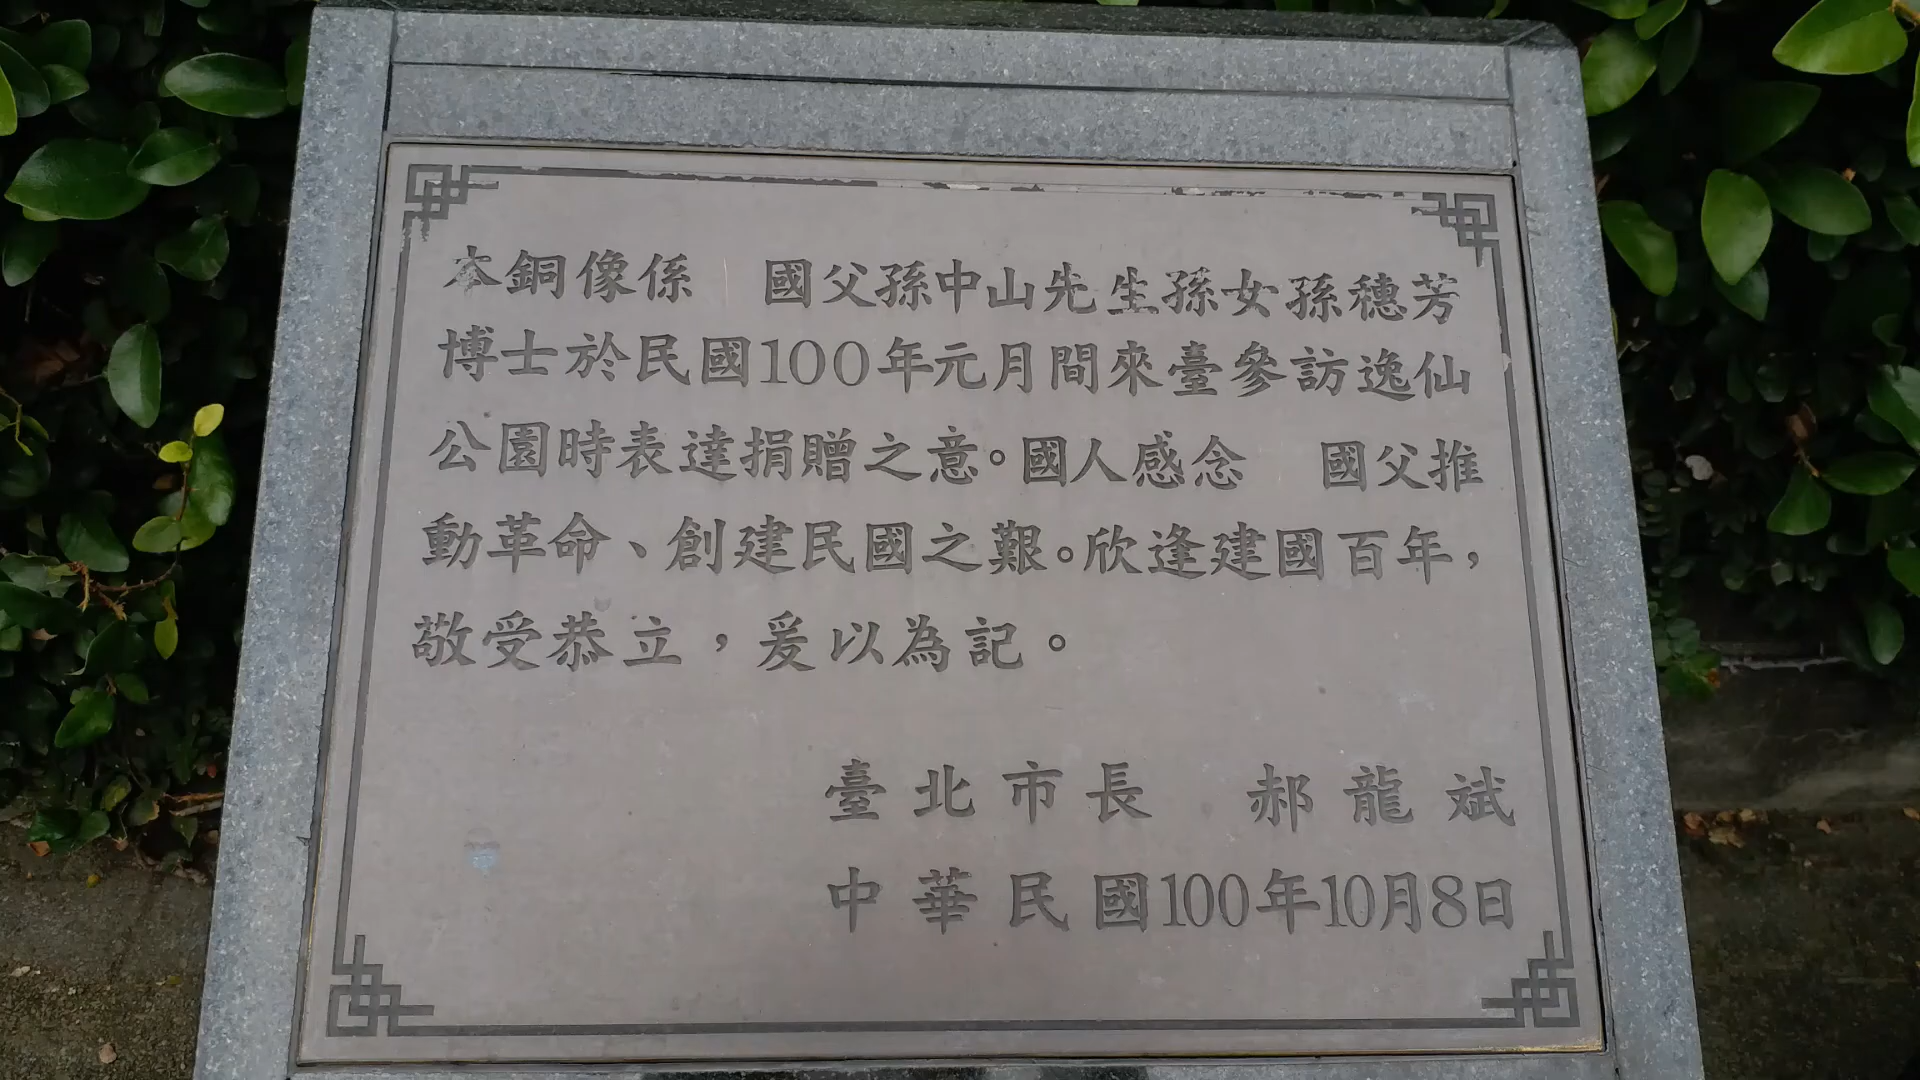 本銅像係　國父孫中山先生孫女孫穗芳
博士於民國100年元月間來臺參訪逸仙
公園時表達捐贈之意。國人感念　國父推
動革命、創建民國之艱。欣逢建國百年，
敬受恭立，爰以為記。
臺北市長　郝龍斌
中華民國100年10月8日